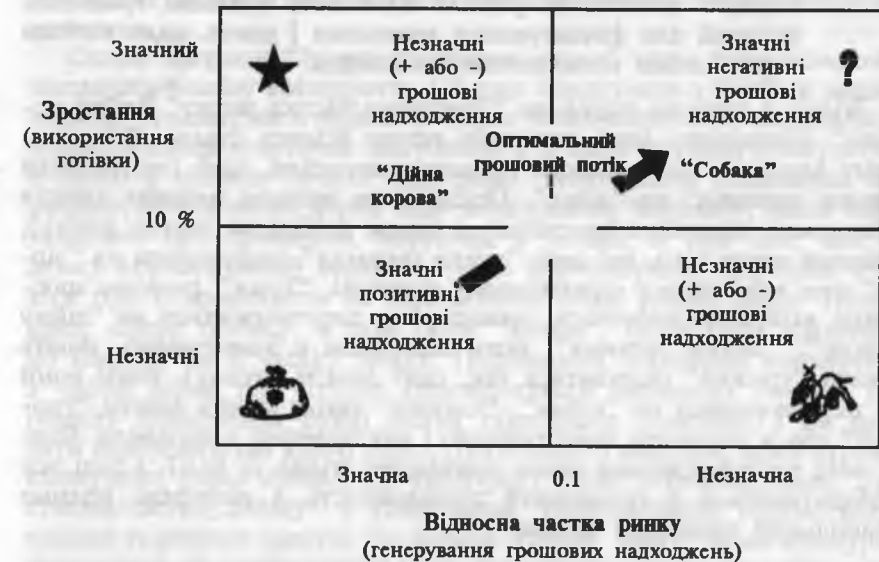 Значний
Незначні
(+ або -)
грошові
надходження
Значні
негативні
грошові
надходження
?
Зростання
(використання
готівки)
Оптимальний
грошовий потік
“Дійна
корова”
“Собака”
10 %
Значні
позитивні
грошові
надходження
Незначні
(+ або -)
грошові
надходження
Незначні
Значна
0.1
Незначна
Відносна частка ринку
(генерування грошових надходжень)